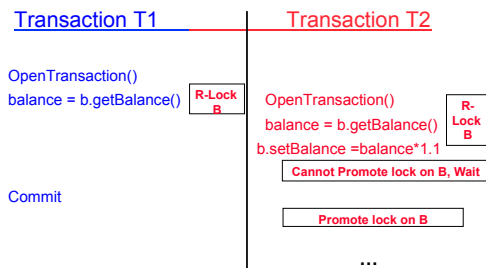 Transaction T1
Transaction T2
OpenTransaction()
balance = b.getBalance()
R-Lock
B
OpenTransaction()
balance = b.getBalance()
R-
Lock
B
b.setBalance =balance*1.1
Cannot Promote lock on B, Wait
Commit
Promote lock on B
...